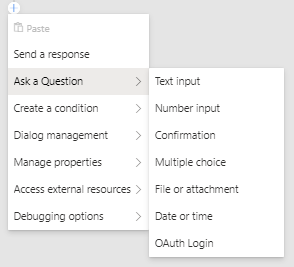 Paste
Send a response
Ask a Question
Create a condition
Dialog management
Manage properties
Access external resources
Debugging options
Text input
Number input
Confirmation
Multiple choice
File or attachment
Date or time
OAuth Login